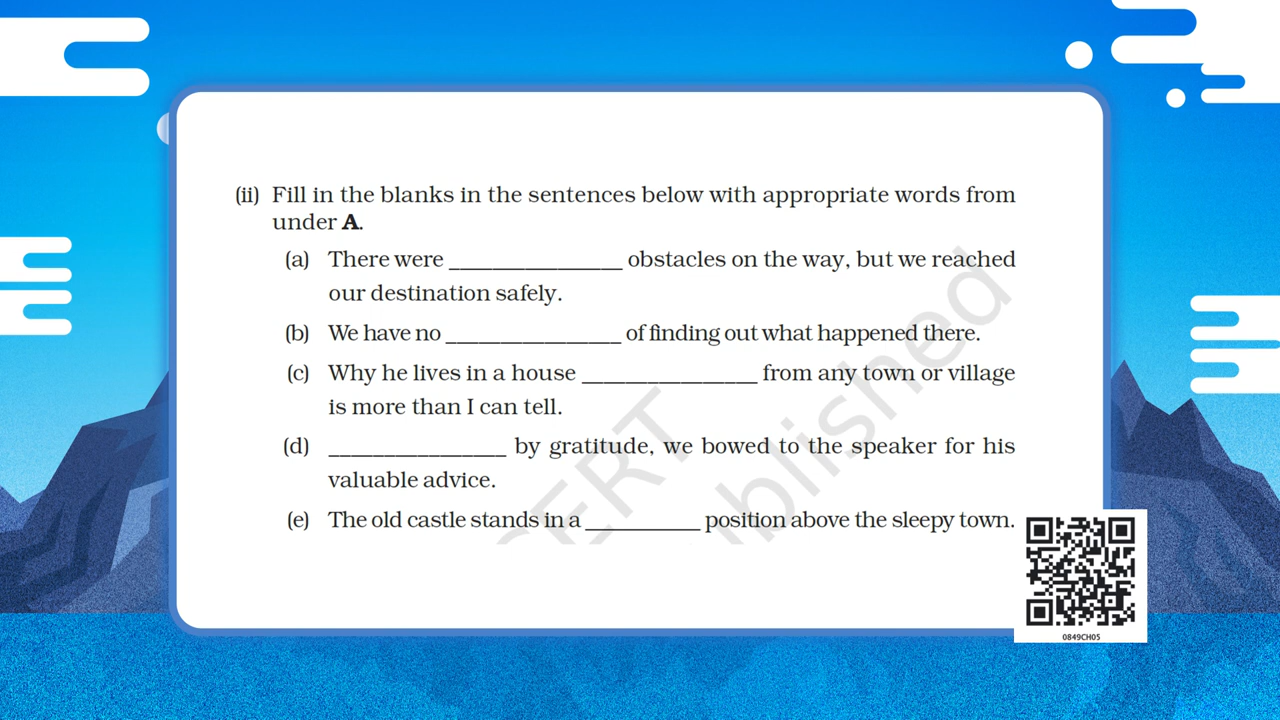 (ii) Fill in the blanks in the sentences below with appropriate words from
under A.
(a) There were ________________ obstacles on the way, but we reached
our destination safely.
(b) We have no ________________ of finding out what happened there.
(c) Why he lives in a house ________________ from any town or village
is more than I can tell.
(d) ________________ by gratitude, we bowed to the speaker for his
valuable advice.
(e) The old castle stands in a __________ position above the sleepy town.
0849CH05